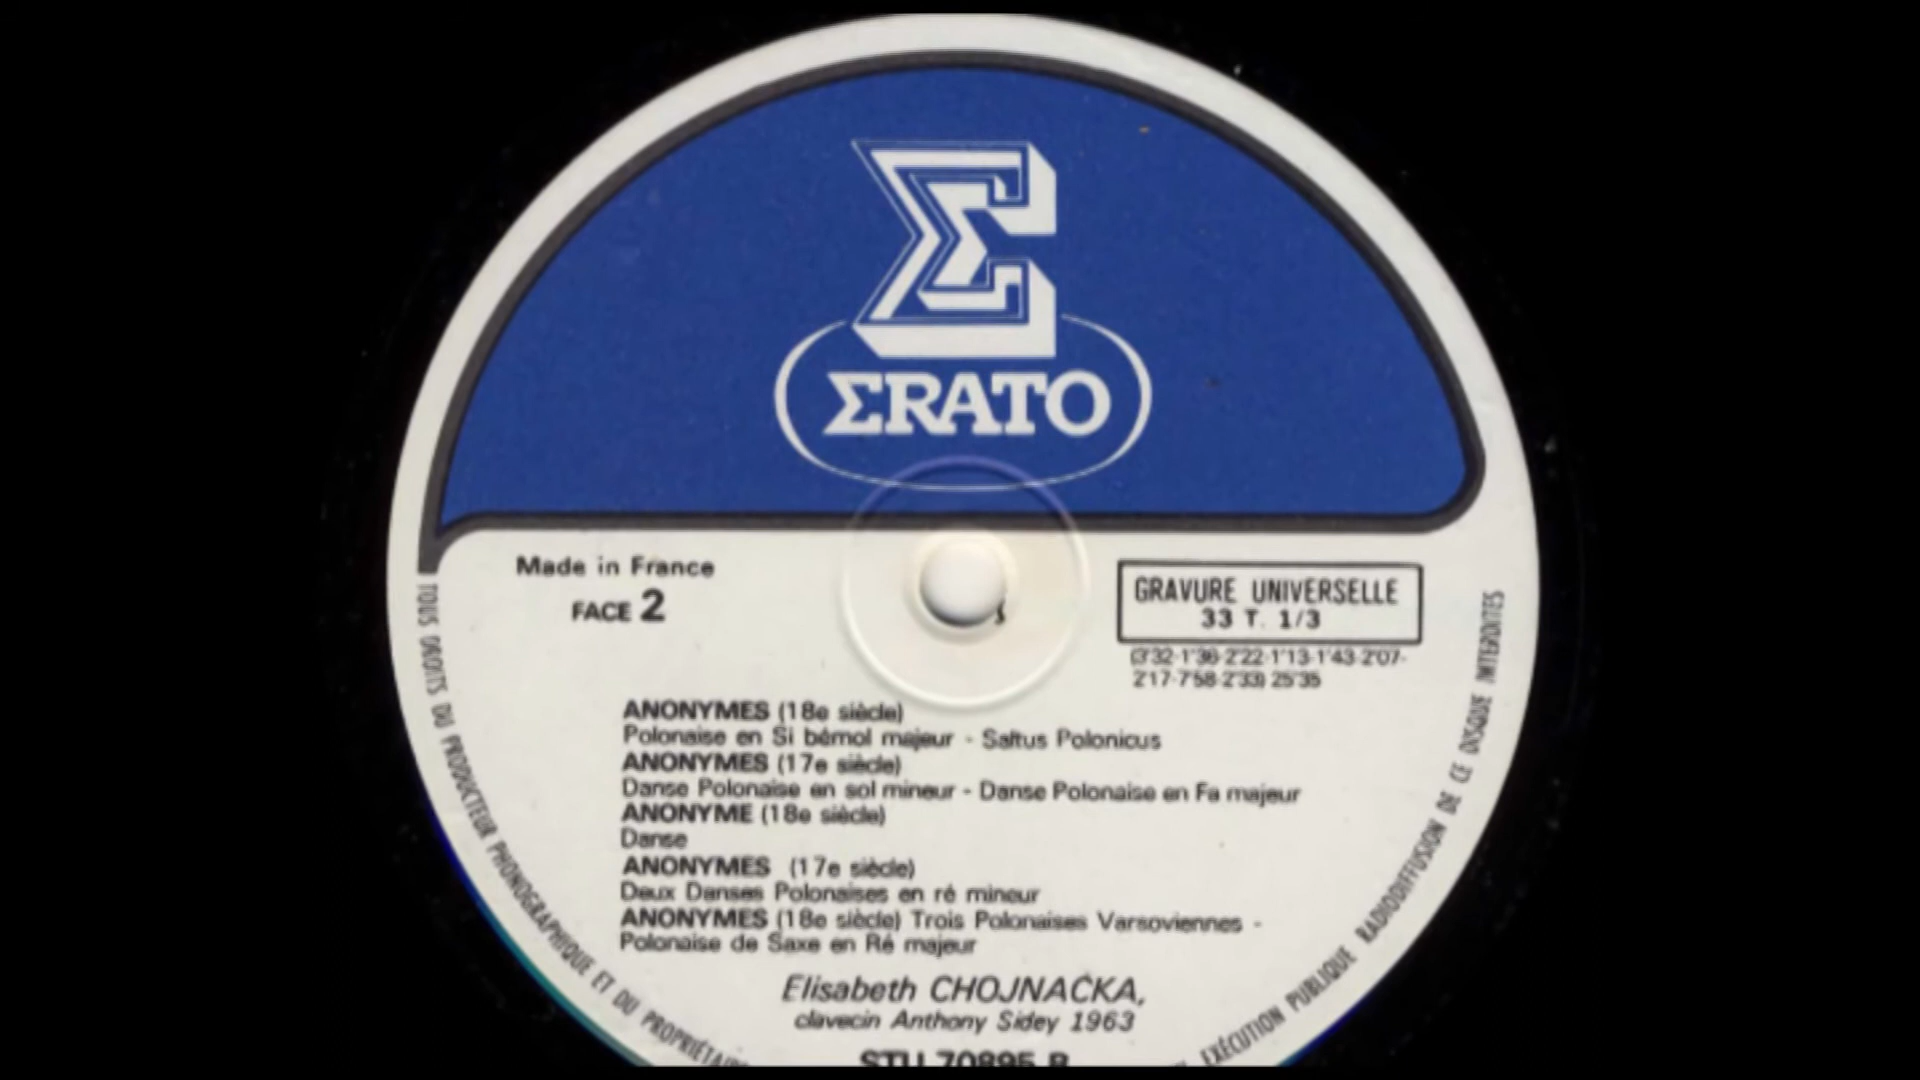 Σ
ΣRATO
Made in France
FACE 2
GRAVURE UNIVERSELLE
33 T. 1/3
(3'32-1'36-2'22-1'13-1'43-2'07-
2'17-7'58-2'33) 25'35
ANONYMES (18e siècle)
Polonaise en Si bémol majeur - Saltus Polonicus
ANONYMES (17e siècle)
Danse Polonaise en sol mineur - Danse Polonaise en Fa majeur
ANONYME (18e siècle)
Danse
ANONYMES (17e siècle)
Deux Danses Polonaises en ré mineur
ANONYMES (18e siècle) Trois Polonaises Varsoviennes -
Polonaise de Saxe en Ré majeur
Elisabeth CHOJNACKA,
clavecin Anthony Sidey 1963
STU 70895 B
TOUS DROITS DU PRODUCTEUR PHONOGRAPHIQUE ET DU PROPRIÉTAIRE
EXÉCUTION PUBLIQUE RADIODIFFUSION DE CE DISQUE INTERDITES